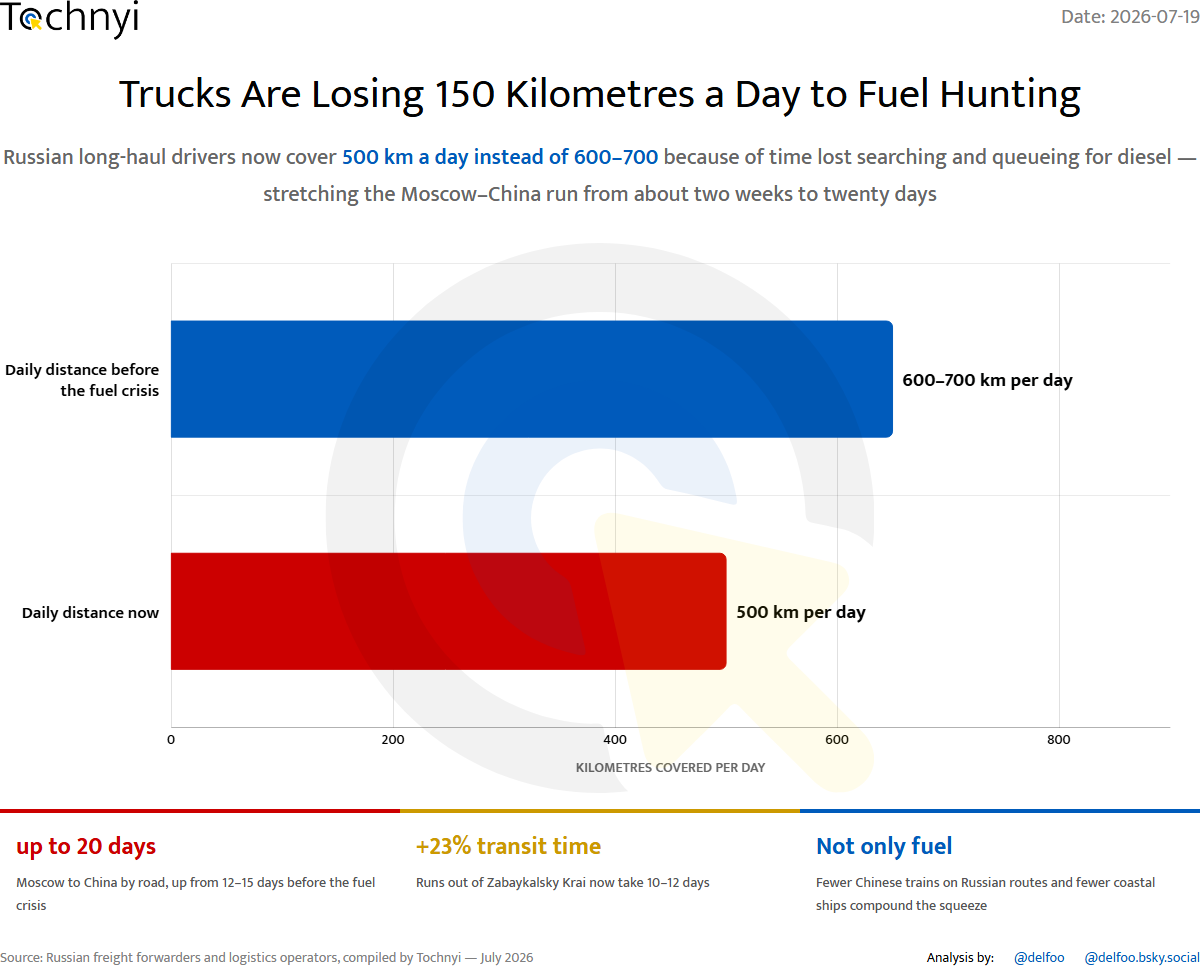 Tochnyi
Date: 2026-07-19
Trucks Are Losing 150 Kilometres a Day to Fuel Hunting
Russian long-haul drivers now cover 500 km a day instead of 600–700 because of time lost searching and queueing for diesel —
stretching the Moscow–China run from about two weeks to twenty days
Daily distance before
the fuel crisis
600–700 km per day
Daily distance now
500 km per day
0 200 400 600 800
KILOMETRES COVERED PER DAY
up to 20 days
Moscow to China by road, up from 12–15 days before the fuel
crisis
+23% transit time
Runs out of Zabaykalsky Krai now take 10–12 days
Not only fuel
Fewer Chinese trains on Russian routes and fewer coastal
ships compound the squeeze
Source: Russian freight forwarders and logistics operators, compiled by Tochnyi — July 2026
Analysis by: @delfoo @delfoo.bsky.social